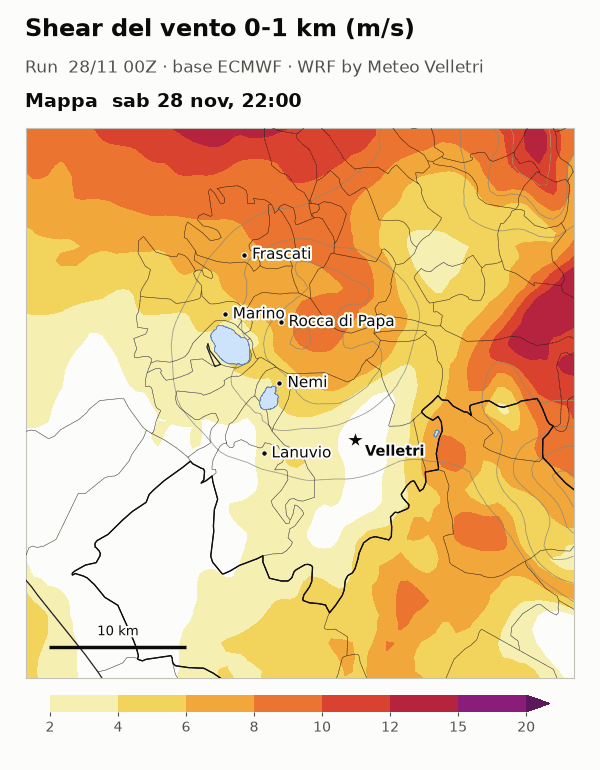 Shear del vento 0-1 km (m/s)
Run  28/11 00Z · base ECMWF · WRF by Meteo Velletri
Mappa  sab 28 nov, 22:00
Frascati
Marino
Rocca di Papa
Nemi
Velletri
Lanuvio
10 km
2 4 6 8 10 12 15 20